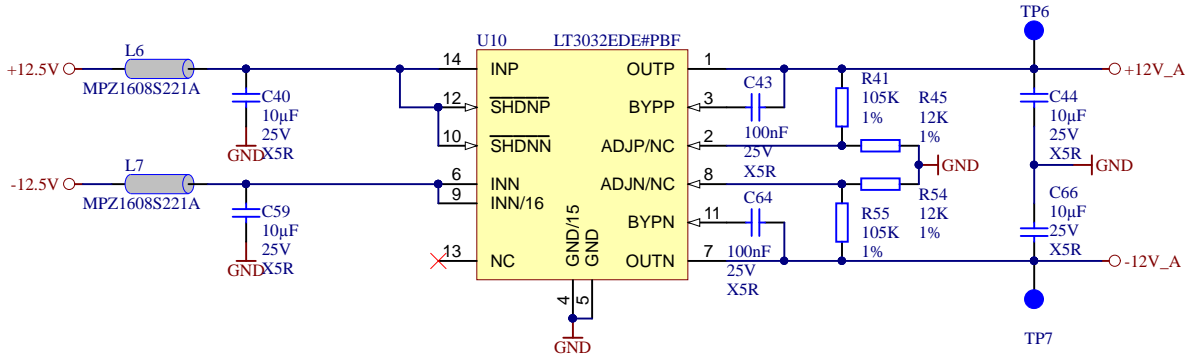 TP6
U10 LT3032EDE#PBF
L6
+12.5V
MPZ1608S221A
C40
10µF
25V
X5R
GND
L7
-12.5V
MPZ1608S221A
C59
10µF
25V
X5R
GND
14 INP
12 SHDNP
10 SHDNN
6 INN
9 INN/16
13 NC
GND/15
GND
4
5
GND
OUTP 1
BYPP 3
ADJP/NC 2
ADJN/NC 8
BYPN 11
OUTN 7
C43
100nF
25V
X5R
C64
100nF
25V
X5R
R41
105K
1%
R45
12K
1%
GND
R54
12K
1%
R55
105K
1%
+12V_A
C44
10µF
25V
X5R
GND
C66
10µF
25V
X5R
-12V_A
TP7